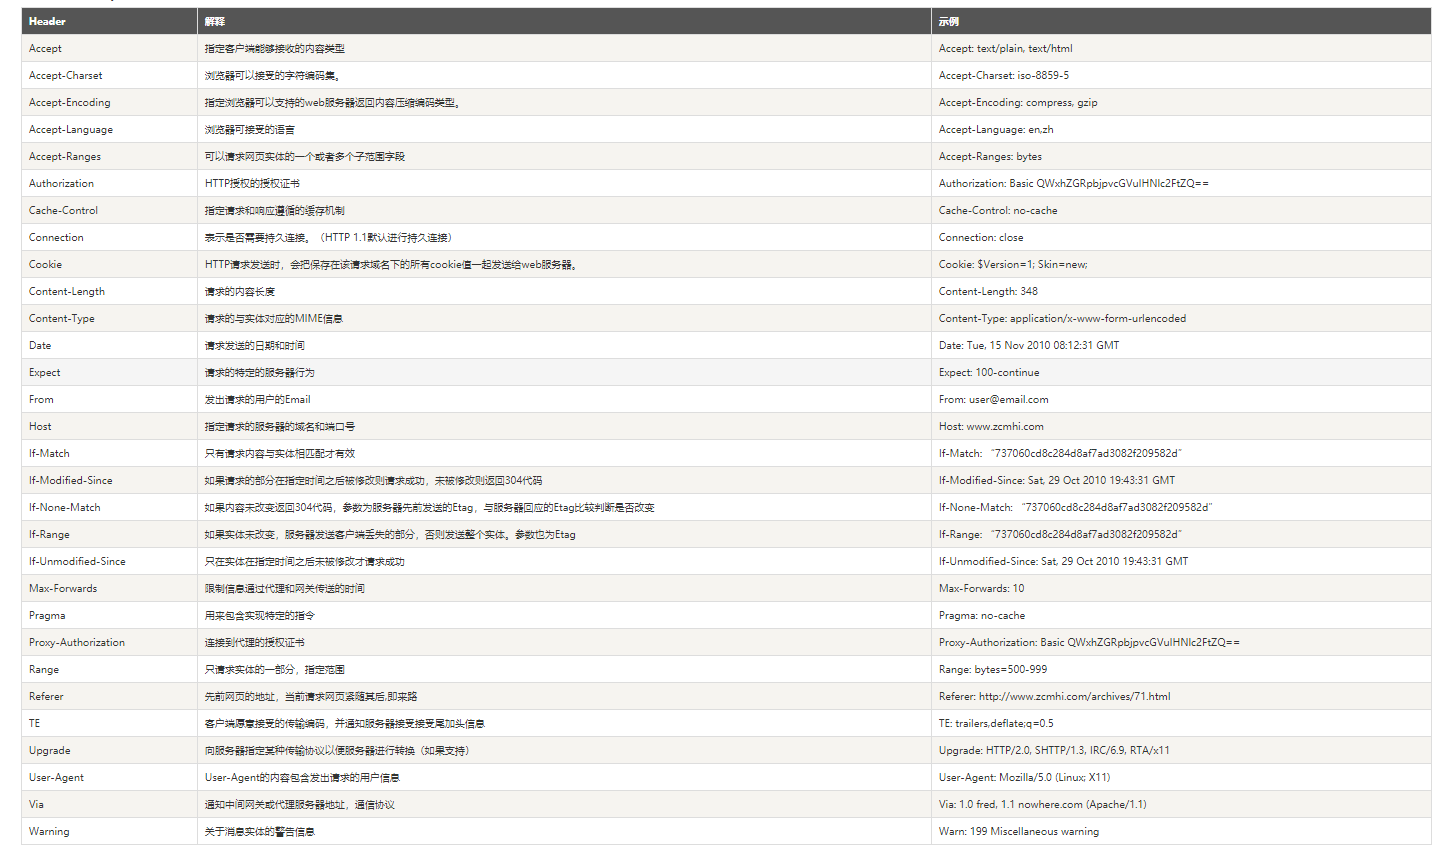 Header 解释 示例
Accept 指定客户端能够接收的内容类型 Accept: text/plain, text/html
Accept-Charset 浏览器可以接受的字符编码集。 Accept-Charset: iso-8859-5
Accept-Encoding 指定浏览器可以支持的web服务器返回内容压缩编码类型。 Accept-Encoding: compress, gzip
Accept-Language 浏览器可接受的语言 Accept-Language: en,zh
Accept-Ranges 可以请求网页实体的一个或者多个子范围字段 Accept-Ranges: bytes
Authorization HTTP授权的授权证书 Authorization: Basic QWxhZGRpbjpvcGVuIHNlc2FtZQ==
Cache-Control 指定请求和响应遵循的缓存机制 Cache-Control: no-cache
Connection 表示是否需要持久连接。（HTTP 1.1默认进行持久连接） Connection: close
Cookie HTTP请求发送时，会把保存在该请求域名下的所有cookie值一起发送给web服务器。 Cookie: $Version=1; Skin=new;
Content-Length 请求的内容长度 Content-Length: 348
Content-Type 请求的与实体对应的MIME信息 Content-Type: application/x-www-form-urlencoded
Date 请求发送的日期和时间 Date: Tue, 15 Nov 2010 08:12:31 GMT
Expect 请求的特定的服务器行为 Expect: 100-continue
From 发出请求的用户的Email From: user@email.com
Host 指定请求的服务器的域名和端口号 Host: www.zcmhi.com
If-Match 只有请求内容与实体相匹配才有效 If-Match: “737060cd8c284d8af7ad3082f209582d”
If-Modified-Since 如果请求的部分在指定时间之后被修改则请求成功，未被修改则返回304代码 If-Modified-Since: Sat, 29 Oct 2010 19:43:31 GMT
If-None-Match 如果内容未改变返回304代码，参数为服务器先前发送的Etag，与服务器回应的Etag比较判断是否改变 If-None-Match: “737060cd8c284d8af7ad3082f209582d”
If-Range 如果实体未改变，服务器发送客户端丢失的部分，否则发送整个实体。参数也为Etag If-Range: “737060cd8c284d8af7ad3082f209582d”
If-Unmodified-Since 只在实体在指定时间之后未被修改才请求成功 If-Unmodified-Since: Sat, 29 Oct 2010 19:43:31 GMT
Max-Forwards 限制信息通过代理和网关传送的时间 Max-Forwards: 10
Pragma 用来包含实现特定的指令 Pragma: no-cache
Proxy-Authorization 连接到代理的授权证书 Proxy-Authorization: Basic QWxhZGRpbjpvcGVuIHNlc2FtZQ==
Range 只请求实体的一部分，指定范围 Range: bytes=500-999
Referer 先前网页的地址，当前请求网页紧随其后,即来路 Referer: http://www.zcmhi.com/archives/71.html
TE 客户端愿意接受的传输编码，并通知服务器接受接受尾加头信息 TE: trailers,deflate;q=0.5
Upgrade 向服务器指定某种传输协议以便服务器进行转换（如果支持） Upgrade: HTTP/2.0, SHTTP/1.3, IRC/6.9, RTA/x11
User-Agent User-Agent的内容包含发出请求的用户信息 User-Agent: Mozilla/5.0 (Linux; X11)
Via 通知中间网关或代理服务器地址，通信协议 Via: 1.0 fred, 1.1 nowhere.com (Apache/1.1)
Warning 关于消息实体的警告信息 Warn: 199 Miscellaneous warning